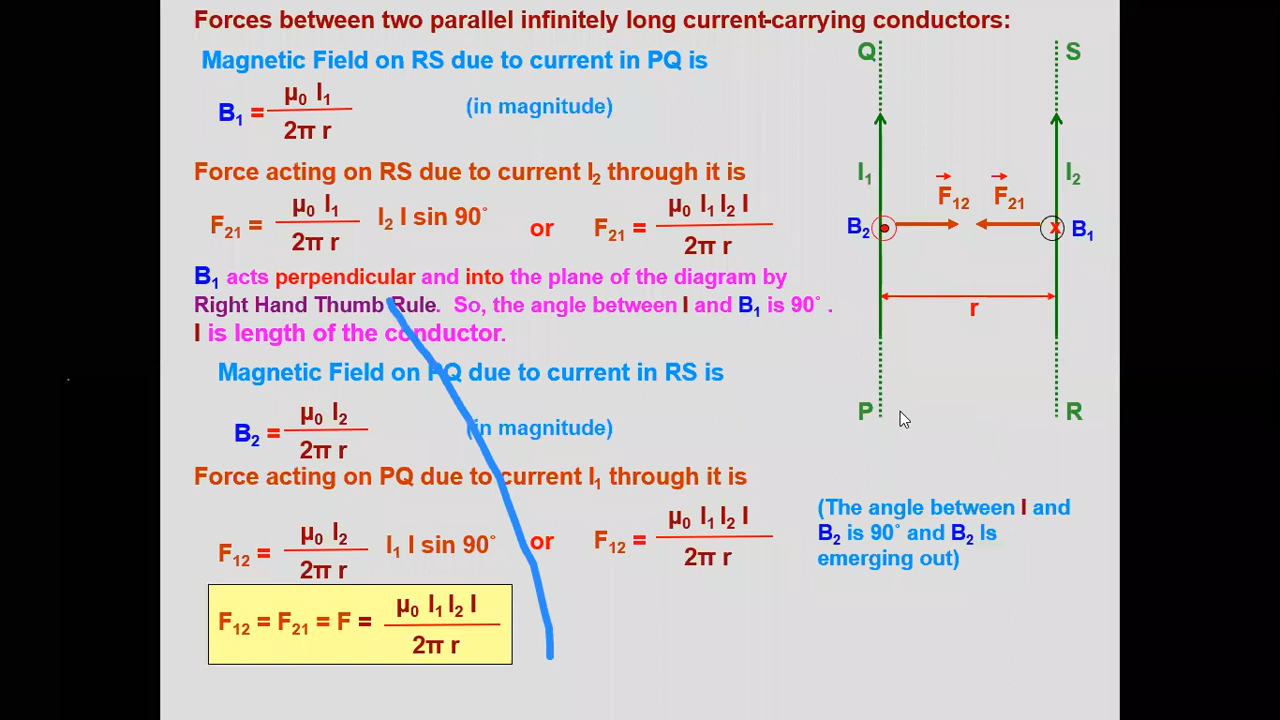 Forces between two parallel infinitely long current-carrying conductors:
Magnetic Field on RS due to current in PQ is
B₁ = μ₀ I₁ / 2π r (in magnitude)
Force acting on RS due to current I₂ through it is
F₂₁ = μ₀ I₁ / 2π r I₂ l sin 90˚ or F₂₁ = μ₀ I₁ I₂ l / 2π r
B₁ acts perpendicular and into the plane of the diagram by
Right Hand Thumb Rule. So, the angle between l and B₁ is 90˚ .
l is length of the conductor.
Magnetic Field on PQ due to current in RS is
B₂ = μ₀ I₂ / 2π r (in magnitude)
Force acting on PQ due to current I₁ through it is
F₁₂ = μ₀ I₂ / 2π r I₁ l sin 90˚ or F₁₂ = μ₀ I₁ I₂ l / 2π r
F₁₂ = F₂₁ = F = μ₀ I₁ I₂ l / 2π r
(The angle between l and
B₂ is 90˚ and B₂ Is
emerging out)
Q S
I₁ I₂
F₁₂ F₂₁
B₂ x B₁
r
P R